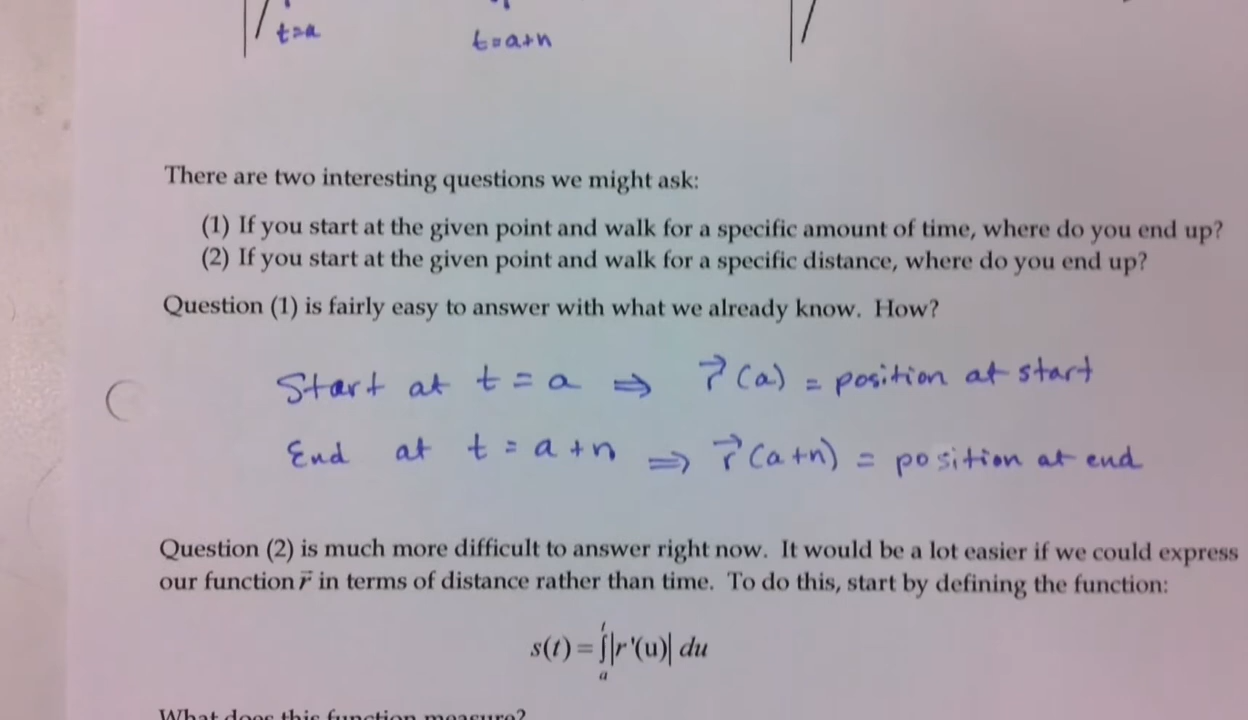 t=a
t=a+n
There are two interesting questions we might ask:
(1) If you start at the given point and walk for a specific amount of time, where do you end up?
(2) If you start at the given point and walk for a specific distance, where do you end up?
Question (1) is fairly easy to answer with what we already know. How?
Start at t = a ⇒ r⃗(a) = position at start
End at t = a+n ⇒ r⃗(a+n) = position at end
Question (2) is much more difficult to answer right now. It would be a lot easier if we could express
our function r⃗ in terms of distance rather than time. To do this, start by defining the function:
s(t) = ∫ₐᵗ |r'(u)| du
What does this function measure?